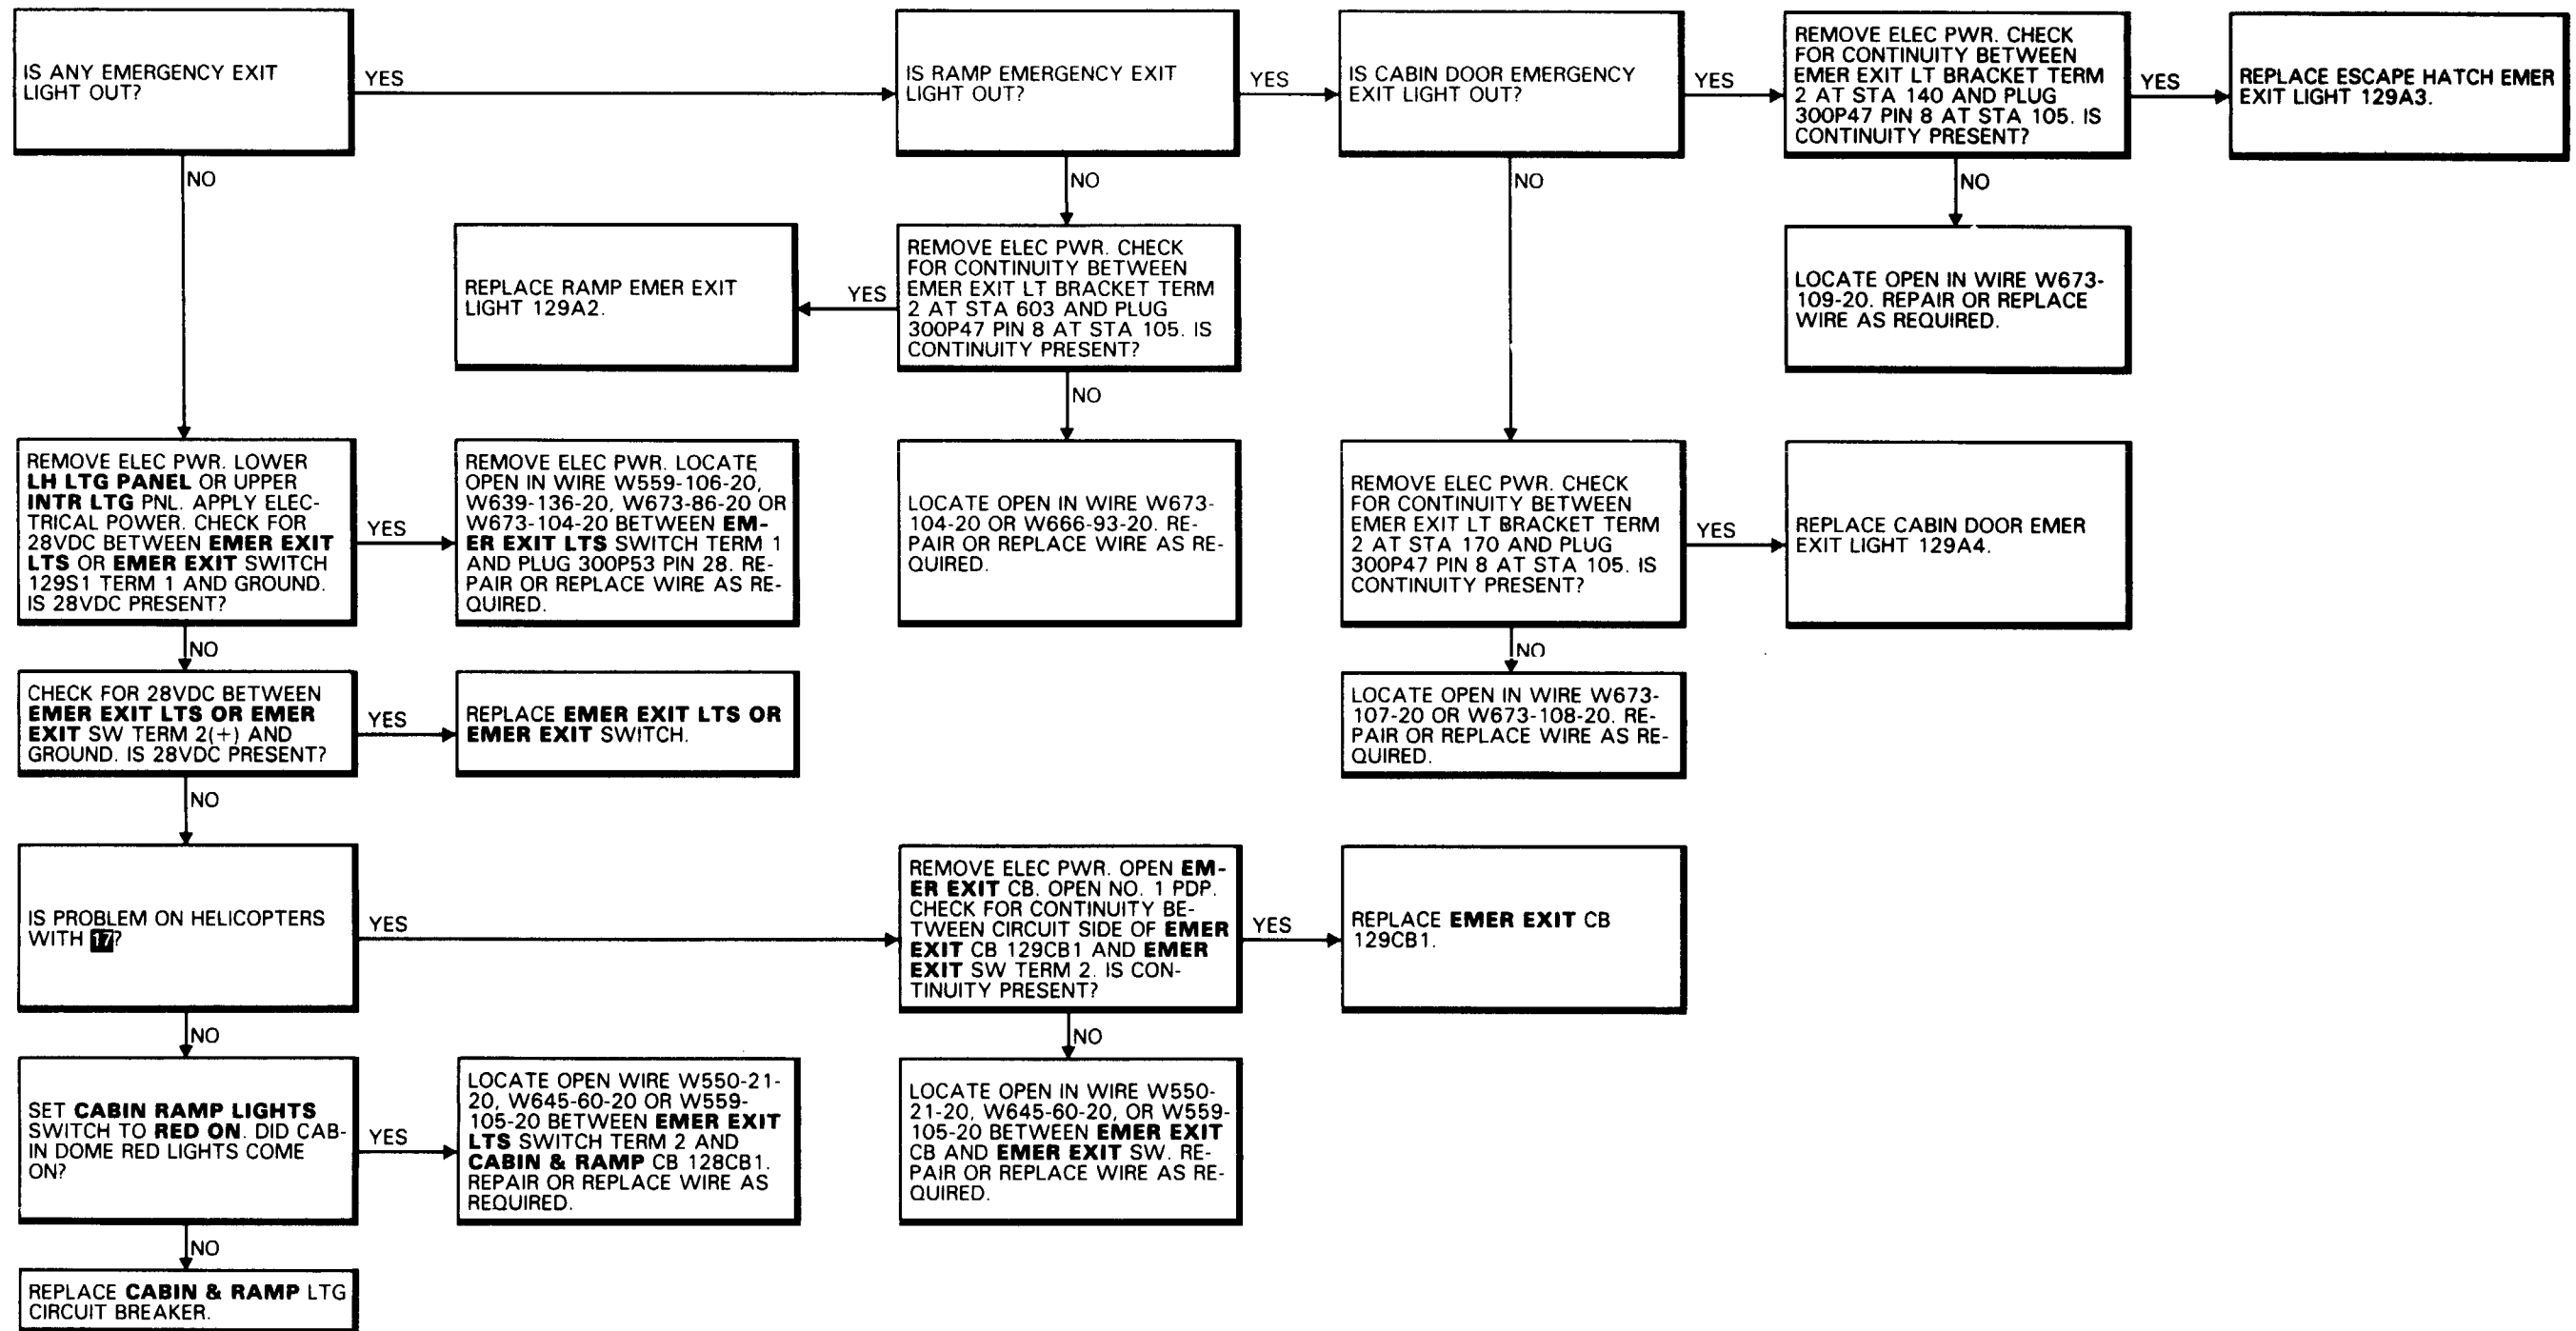 IS ANY EMERGENCY EXIT
LIGHT OUT?
YES
IS RAMP EMERGENCY EXIT
LIGHT OUT?
YES
IS CABIN DOOR EMERGENCY
EXIT LIGHT OUT?
YES
REMOVE ELEC PWR. CHECK
FOR CONTINUITY BETWEEN
EMER EXIT LT BRACKET TERM
2 AT STA 140 AND PLUG
300P47 PIN 8 AT STA 105. IS
CONTINUITY PRESENT?
YES
REPLACE ESCAPE HATCH EMER
EXIT LIGHT 129A3.
NO
NO
NO
NO
REPLACE RAMP EMER EXIT
LIGHT 129A2.
YES
REMOVE ELEC PWR. CHECK
FOR CONTINUITY BETWEEN
EMER EXIT LT BRACKET TERM
2 AT STA 603 AND PLUG
300P47 PIN 8 AT STA 105. IS
CONTINUITY PRESENT?
LOCATE OPEN IN WIRE W673-
109-20. REPAIR OR REPLACE
WIRE AS REQUIRED.
NO
REMOVE ELEC PWR. LOWER
LH LTG PANEL OR UPPER
INTR LTG PNL. APPLY ELEC-
TRICAL POWER. CHECK FOR
28VDC BETWEEN EMER EXIT
LTS OR EMER EXIT SWITCH
129S1 TERM 1 AND GROUND.
IS 28VDC PRESENT?
YES
REMOVE ELEC PWR. LOCATE
OPEN IN WIRE W559-106-20,
W639-136-20, W673-86-20 OR
W673-104-20 BETWEEN EM-
ER EXIT LTS SWITCH TERM 1
AND PLUG 300P53 PIN 28. RE-
PAIR OR REPLACE WIRE AS RE-
QUIRED.
LOCATE OPEN IN WIRE W673-
104-20 OR W666-93-20. RE-
PAIR OR REPLACE WIRE AS RE-
QUIRED.
REMOVE ELEC PWR. CHECK
FOR CONTINUITY BETWEEN
EMER EXIT LT BRACKET TERM
2 AT STA 170 AND PLUG
300P47 PIN 8 AT STA 105. IS
CONTINUITY PRESENT?
YES
REPLACE CABIN DOOR EMER
EXIT LIGHT 129A4.
NO
NO
CHECK FOR 28VDC BETWEEN
EMER EXIT LTS OR EMER
EXIT SW TERM 2(+) AND
GROUND. IS 28VDC PRESENT?
YES
REPLACE EMER EXIT LTS OR
EMER EXIT SWITCH.
LOCATE OPEN IN WIRE W673-
107-20 OR W673-108-20. RE-
PAIR OR REPLACE WIRE AS RE-
QUIRED.
NO
IS PROBLEM ON HELICOPTERS
WITH 17?
YES
REMOVE ELEC PWR. OPEN EM-
ER EXIT CB. OPEN NO. 1 PDP.
CHECK FOR CONTINUITY BE-
TWEEN CIRCUIT SIDE OF EMER
EXIT CB 129CB1 AND EMER
EXIT SW TERM 2. IS CON-
TINUITY PRESENT?
YES
REPLACE EMER EXIT CB
129CB1.
NO
NO
SET CABIN RAMP LIGHTS
SWITCH TO RED ON. DID CAB-
IN DOME RED LIGHTS COME
ON?
YES
LOCATE OPEN WIRE W550-21-
20, W645-60-20 OR W559-
105-20 BETWEEN EMER EXIT
LTS SWITCH TERM 2 AND
CABIN & RAMP CB 128CB1.
REPAIR OR REPLACE WIRE AS
REQUIRED.
LOCATE OPEN IN WIRE W550-
21-20, W645-60-20, OR W559-
105-20 BETWEEN EMER EXIT
CB AND EMER EXIT SW. RE-
PAIR OR REPLACE WIRE AS RE-
QUIRED.
NO
REPLACE CABIN & RAMP LTG
CIRCUIT BREAKER.